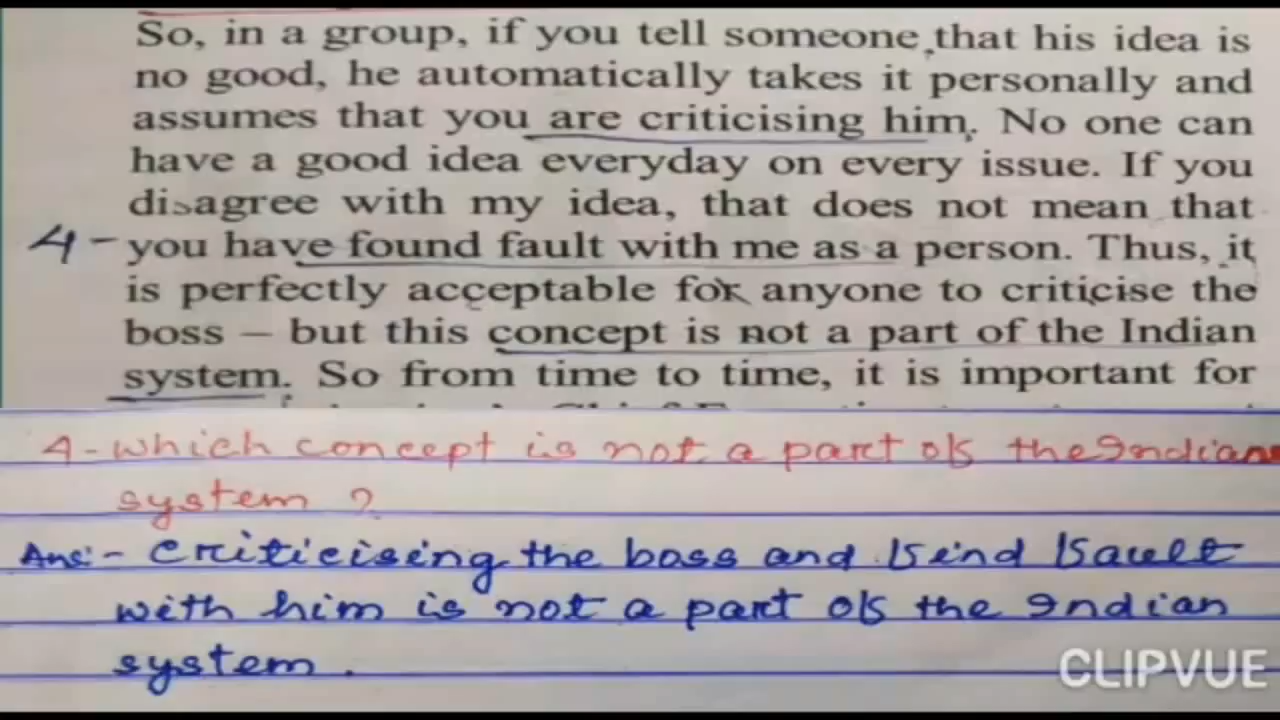 So, in a group, if you tell someone that his idea is
no good, he automatically takes it personally and
assumes that you are criticising him. No one can
have a good idea everyday on every issue. If you
disagree with my idea, that does not mean that
4 - you have found fault with me as a person. Thus, it
is perfectly acceptable for anyone to criticise the
boss – but this concept is not a part of the Indian
system. So from time to time, it is important for
4 - which concept is not a part of the Indian
system ?
Ans :- Criticising the boss and find fault
with him is not a part of the Indian
system .
CLIPVUE